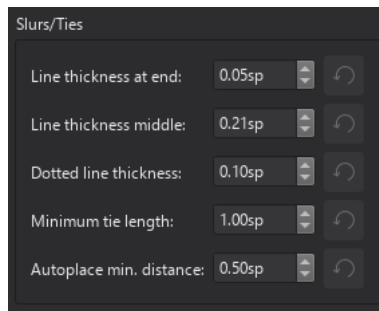 Slurs/Ties
Line thickness at end: 0.05sp
Line thickness middle: 0.21sp
Dotted line thickness: 0.10sp
Minimum tie length: 1.00sp
Autoplace min. distance: 0.50sp